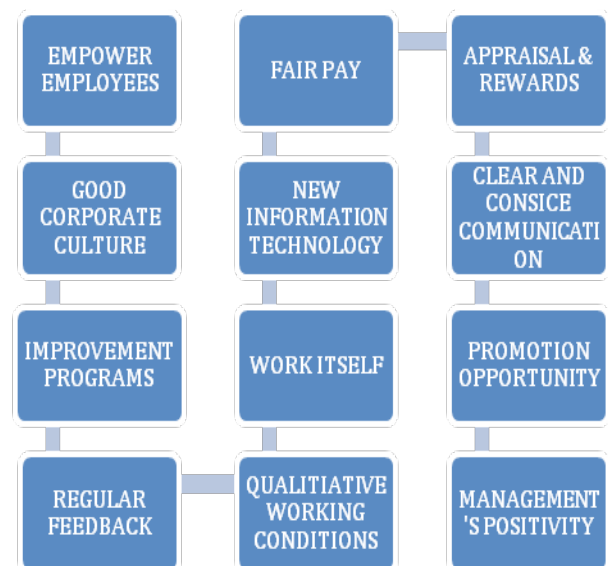 EMPOWER
EMPLOYEES
GOOD
CORPORATE
CULTURE
IMPROVEMENT
PROGRAMS
REGULAR
FEEDBACK
QUALITIATIVE
WORKING
CONDITIONS
WORK ITSELF
NEW
INFORMATION
TECHNOLOGY
FAIR PAY
APPRAISAL &
REWARDS
CLEAR AND
CONSICE
COMMUNICATI
ON
PROMOTION
OPPORTUNITY
MANAGEMENT
'S POSITIVITY